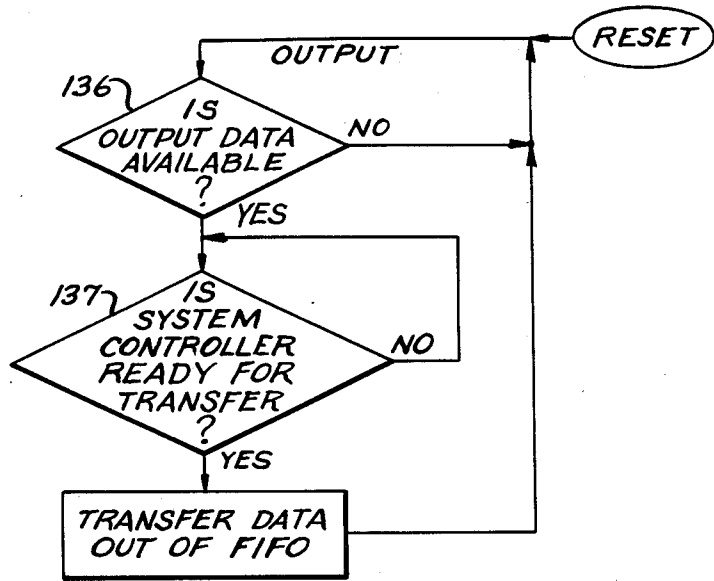 RESET
OUTPUT
136
IS
OUTPUT DATA
AVAILABLE
?
NO
YES
137
IS
SYSTEM
CONTROLLER
READY FOR
TRANSFER
?
NO
YES
TRANSFER DATA
OUT OF FIFO